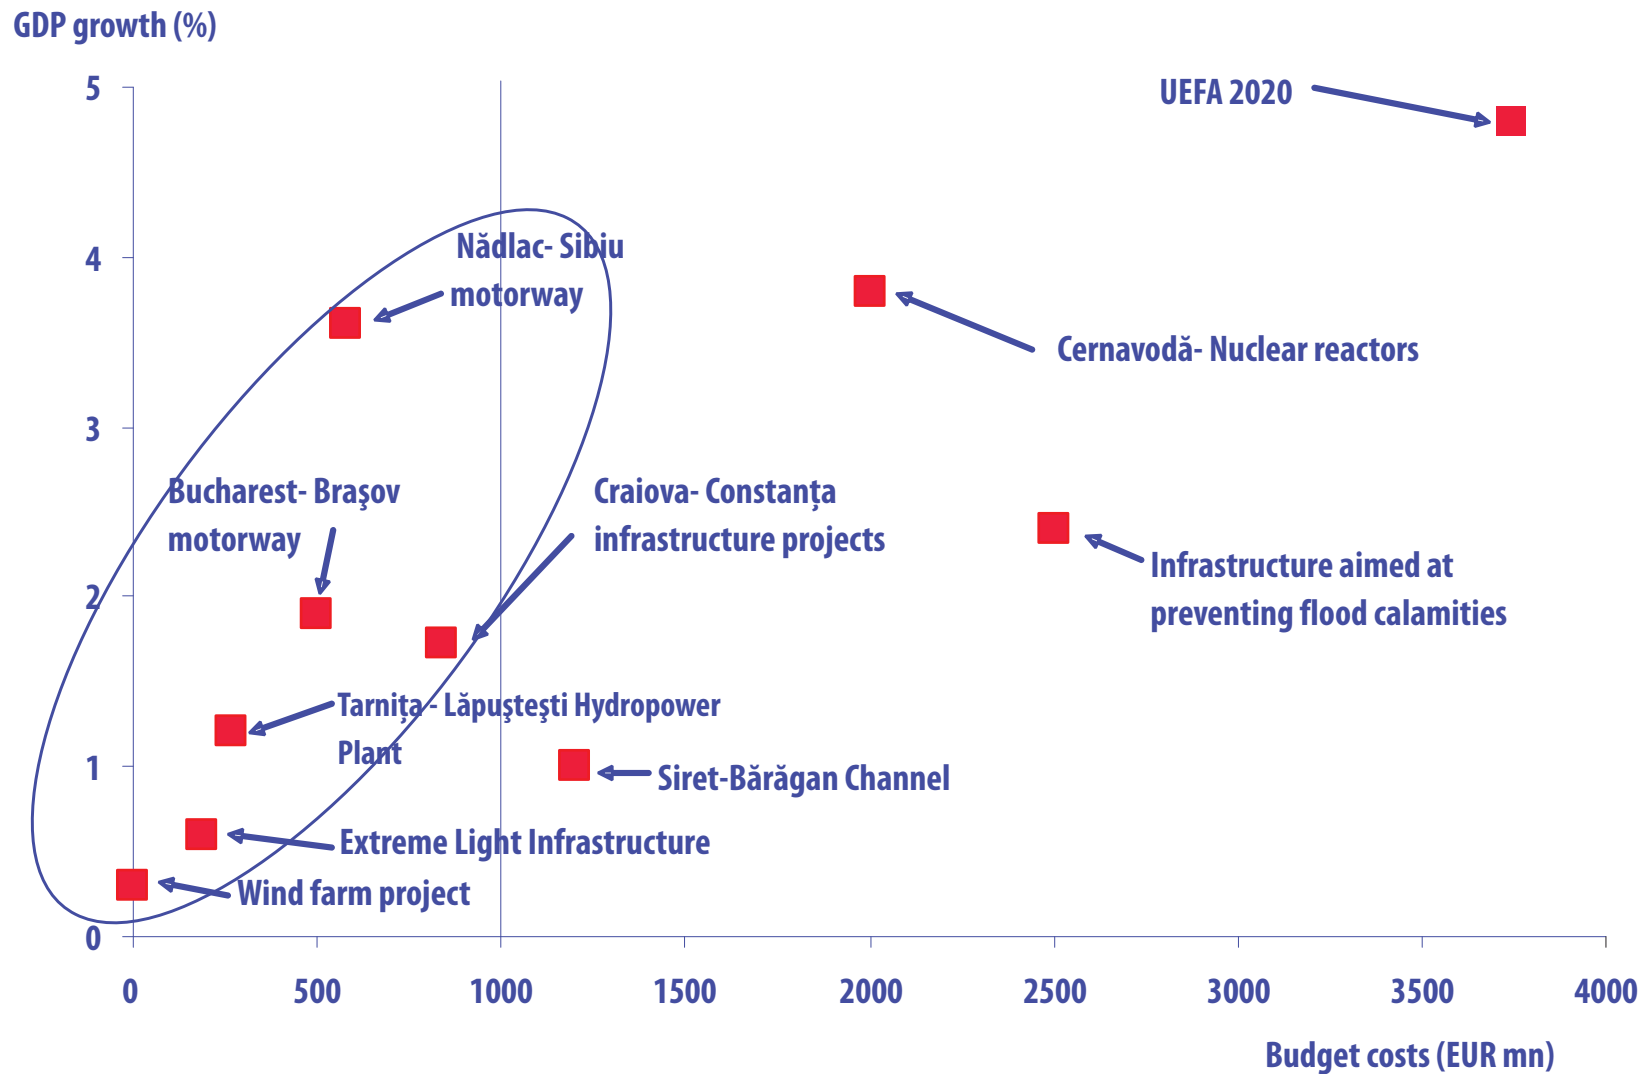 GDP growth (%)
5
UEFA 2020
4
Nădlac- Sibiu
motorway
Cernavodă- Nuclear reactors
3
Bucharest- Braşov
motorway
Craiova- Constanța
infrastructure projects
Infrastructure aimed at
preventing flood calamities
2
Tarnița - Lăpuşteşti Hydropower
Plant
1
Siret-Bărăgan Channel
Extreme Light Infrastructure
Wind farm project
0
0 500 1000 1500 2000 2500 3000 3500 4000
Budget costs (EUR mn)